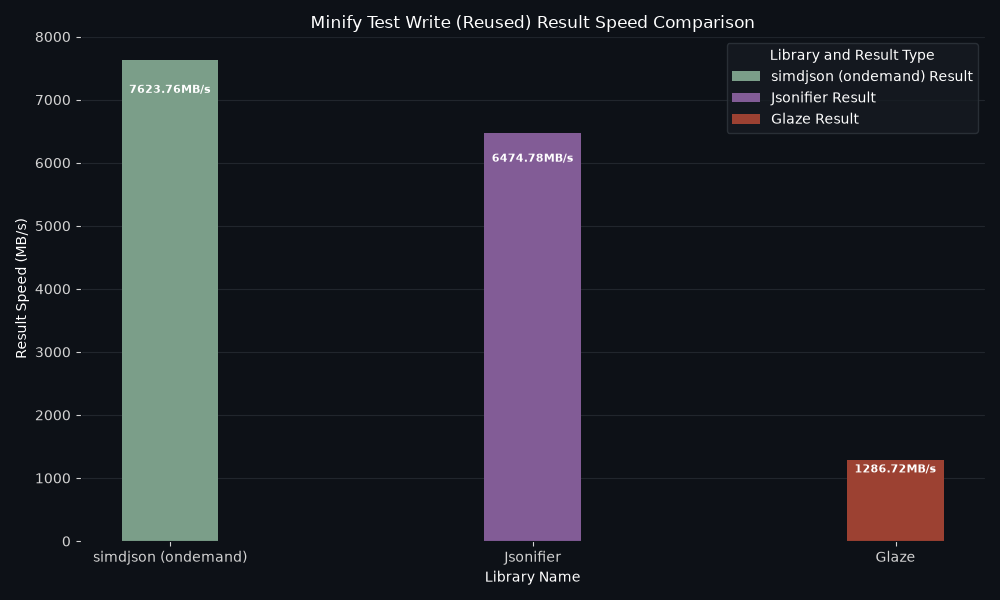 Minify Test Write (Reused) Result Speed Comparison
Library and Result Type
simdjson (ondemand) Result
Jsonifier Result
Glaze Result
Result Speed (MB/s)
8000
7000
6000
5000
4000
3000
2000
1000
0
7623.76MB/s
6474.78MB/s
1286.72MB/s
simdjson (ondemand)
Jsonifier
Glaze
Library Name